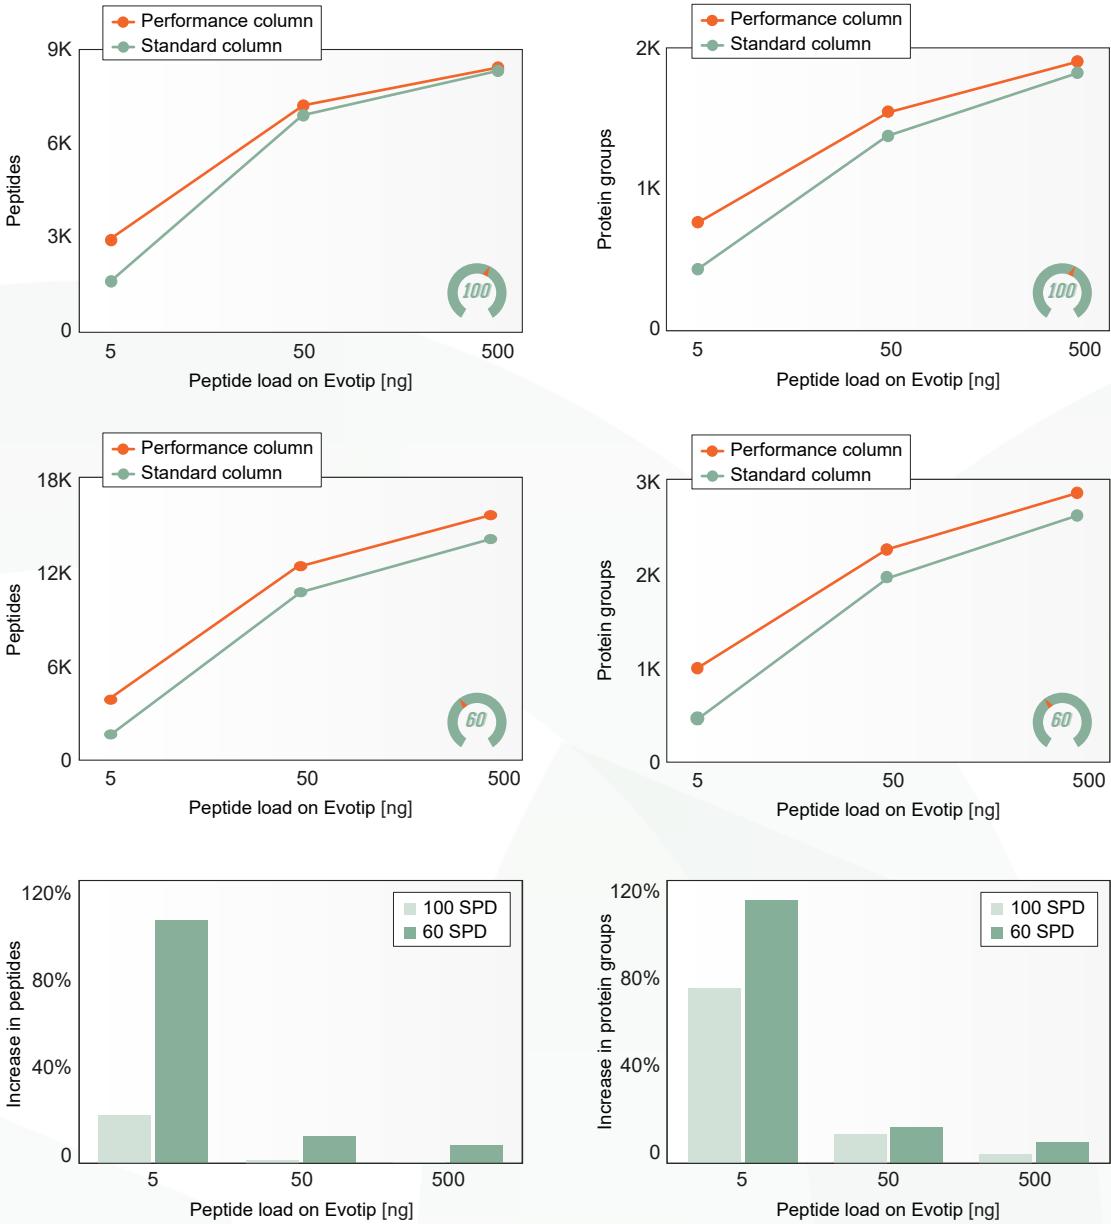 Performance column
Standard column
9K
6K
3K
0
Peptides
100
5 50 500
Peptide load on Evotip [ng]
Performance column
Standard column
2K
1K
0
Protein groups
100
5 50 500
Peptide load on Evotip [ng]
Performance column
Standard column
18K
12K
6K
0
Peptides
60
5 50 500
Peptide load on Evotip [ng]
Performance column
Standard column
3K
2K
1K
0
Protein groups
60
5 50 500
Peptide load on Evotip [ng]
120%
80%
40%
0
Increase in peptides
100 SPD
60 SPD
5 50 500
Peptide load on Evotip [ng]
120%
80%
40%
0
Increase in protein groups
100 SPD
60 SPD
5 50 500
Peptide load on Evotip [ng]